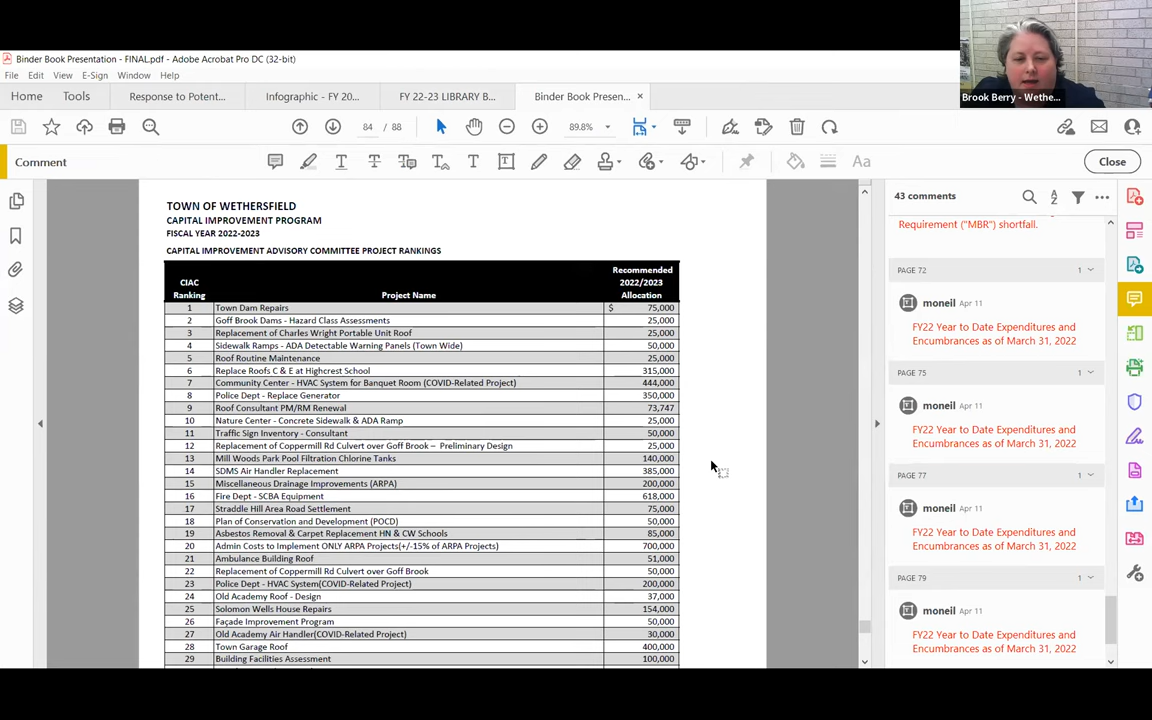 Binder Book Presentation - FINAL.pdf - Adobe Acrobat Pro DC (32-bit)
File Edit View E-Sign Window Help
Home Tools Response to Potent... Infographic - FY 20... FY 22-23 LIBRARY B... Binder Book Presen... ×
Brook Berry - Wethe...
84 / 88 89.8%
Comment Close
TOWN OF WETHERSFIELD
CAPITAL IMPROVEMENT PROGRAM
FISCAL YEAR 2022-2023
CAPITAL IMPROVEMENT ADVISORY COMMITTEE PROJECT RANKINGS
CIAC Ranking Project Name Recommended 2022/2023 Allocation
1 Town Dam Repairs $ 75,000
2 Goff Brook Dams - Hazard Class Assessments 25,000
3 Replacement of Charles Wright Portable Unit Roof 25,000
4 Sidewalk Ramps - ADA Detectable Warning Panels (Town Wide) 50,000
5 Roof Routine Maintenance 25,000
6 Replace Roofs C & E at Highcrest School 315,000
7 Community Center - HVAC System for Banquet Room (COVID-Related Project) 444,000
8 Police Dept - Replace Generator 350,000
9 Roof Consultant PM/RM Renewal 73,747
10 Nature Center - Concrete Sidewalk & ADA Ramp 25,000
11 Traffic Sign Inventory - Consultant 50,000
12 Replacement of Coppermill Rd Culvert over Goff Brook – Preliminary Design 25,000
13 Mill Woods Park Pool Filtration Chlorine Tanks 140,000
14 SDMS Air Handler Replacement 385,000
15 Miscellaneous Drainage Improvements (ARPA) 200,000
16 Fire Dept - SCBA Equipment 618,000
17 Straddle Hill Area Road Settlement 75,000
18 Plan of Conservation and Development (POCD) 50,000
19 Asbestos Removal & Carpet Replacement HN & CW Schools 85,000
20 Admin Costs to Implement ONLY ARPA Projects(+/-15% of ARPA Projects) 700,000
21 Ambulance Building Roof 51,000
22 Replacement of Coppermill Rd Culvert over Goff Brook 50,000
23 Police Dept - HVAC System(COVID-Related Project) 200,000
24 Old Academy Roof - Design 37,000
25 Solomon Wells House Repairs 154,000
26 Façade Improvement Program 50,000
27 Old Academy Air Handler(COVID-Related Project) 30,000
28 Town Garage Roof 400,000
29 Building Facilities Assessment 100,000
43 comments
Requirement ("MBR") shortfall.
PAGE 72 1
moneil Apr 11
FY22 Year to Date Expenditures and
Encumbrances as of March 31, 2022
PAGE 75 1
moneil Apr 11
FY22 Year to Date Expenditures and
Encumbrances as of March 31, 2022
PAGE 77 1
moneil Apr 11
FY22 Year to Date Expenditures and
Encumbrances as of March 31, 2022
PAGE 79 1
moneil Apr 11
FY22 Year to Date Expenditures and
Encumbrances as of March 31, 2022